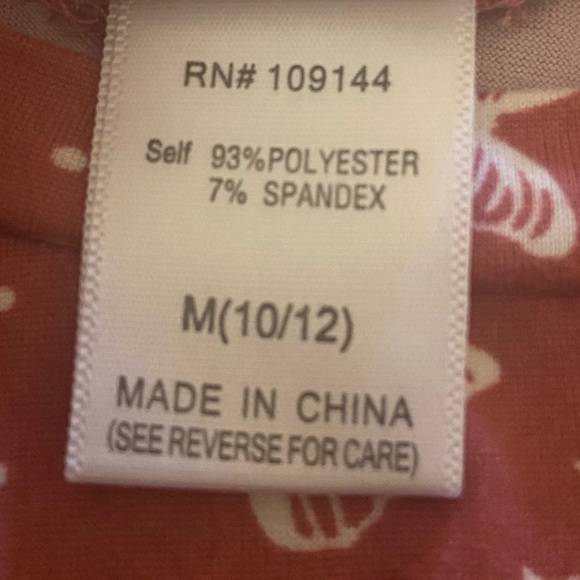 RN# 109144
Self 93%POLYESTER
7% SPANDEX
M(10/12)
MADE IN CHINA
(SEE REVERSE FOR CARE)